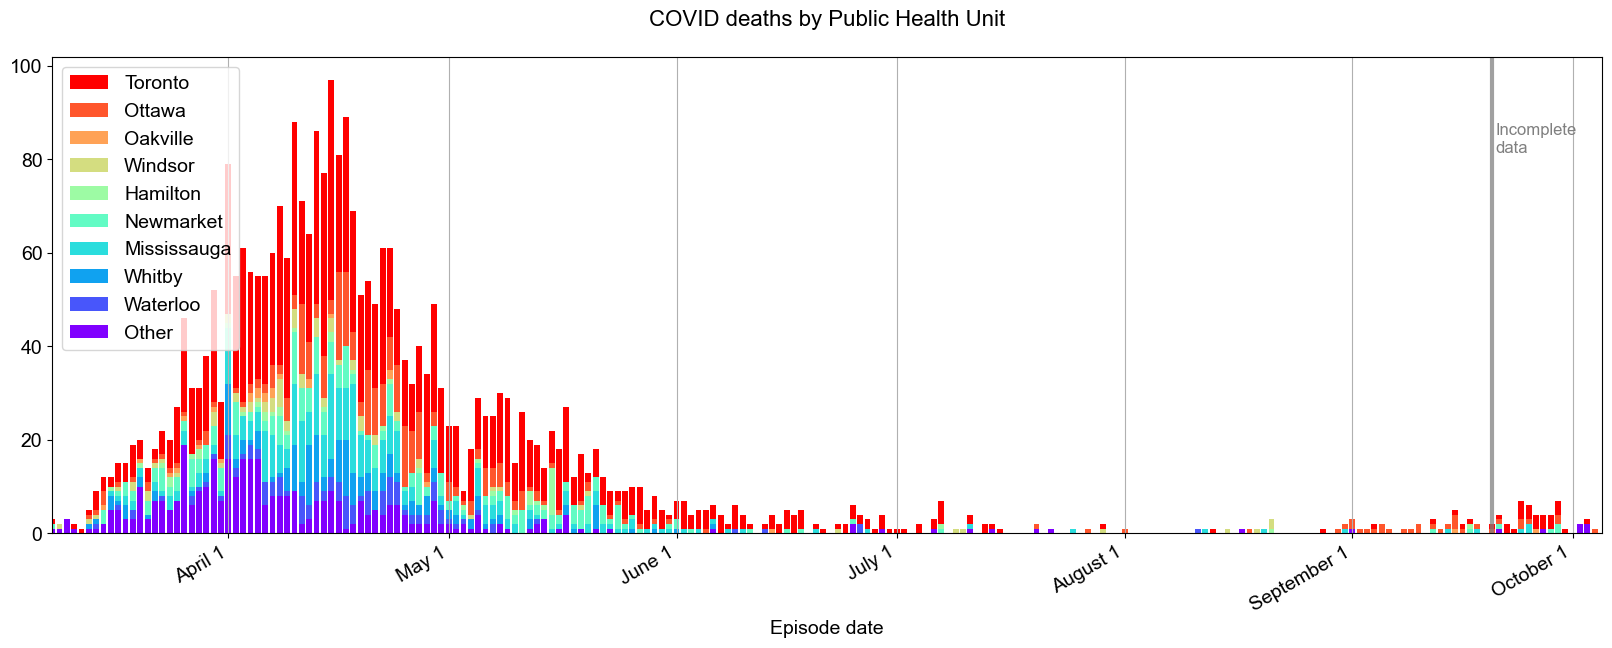 COVID deaths by Public Health Unit
100
80
60
40
20
0
Toronto
Ottawa
Oakville
Windsor
Hamilton
Newmarket
Mississauga
Whitby
Waterloo
Other
Incomplete
data
April 1
May 1
June 1
July 1
August 1
September 1
October 1
Episode date